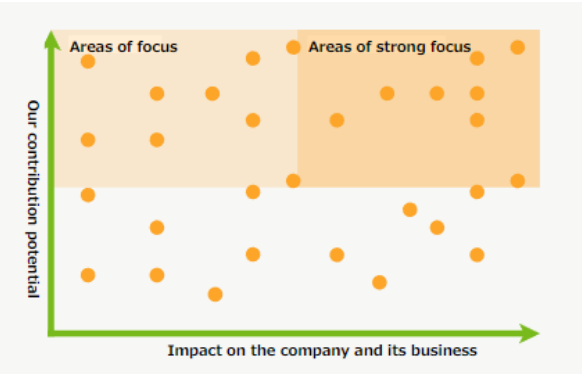 Areas of focus
Areas of strong focus
Our contribution potential
Impact on the company and its business